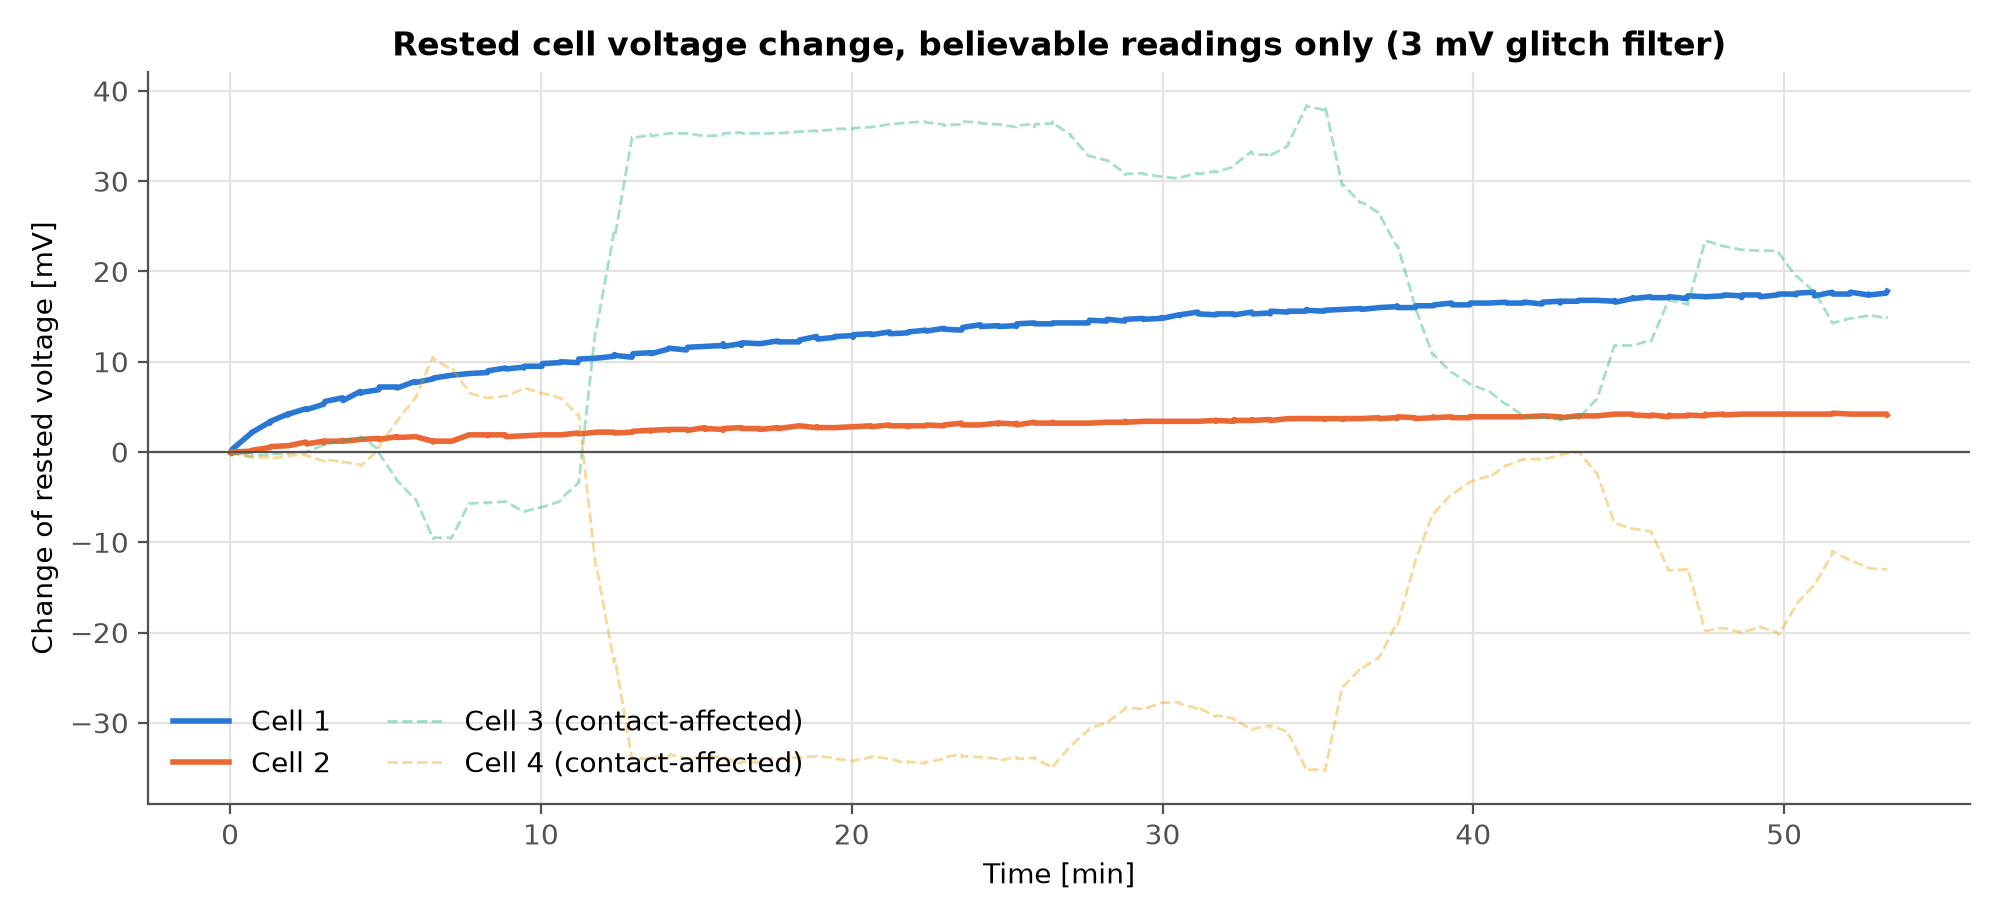 Rested cell voltage change, believable readings only (3 mV glitch filter)
Change of rested voltage [mV]
40
30
20
10
0
−10
−20
−30
Cell 1
Cell 2
Cell 3 (contact-affected)
Cell 4 (contact-affected)
0 10 20 30 40 50
Time [min]